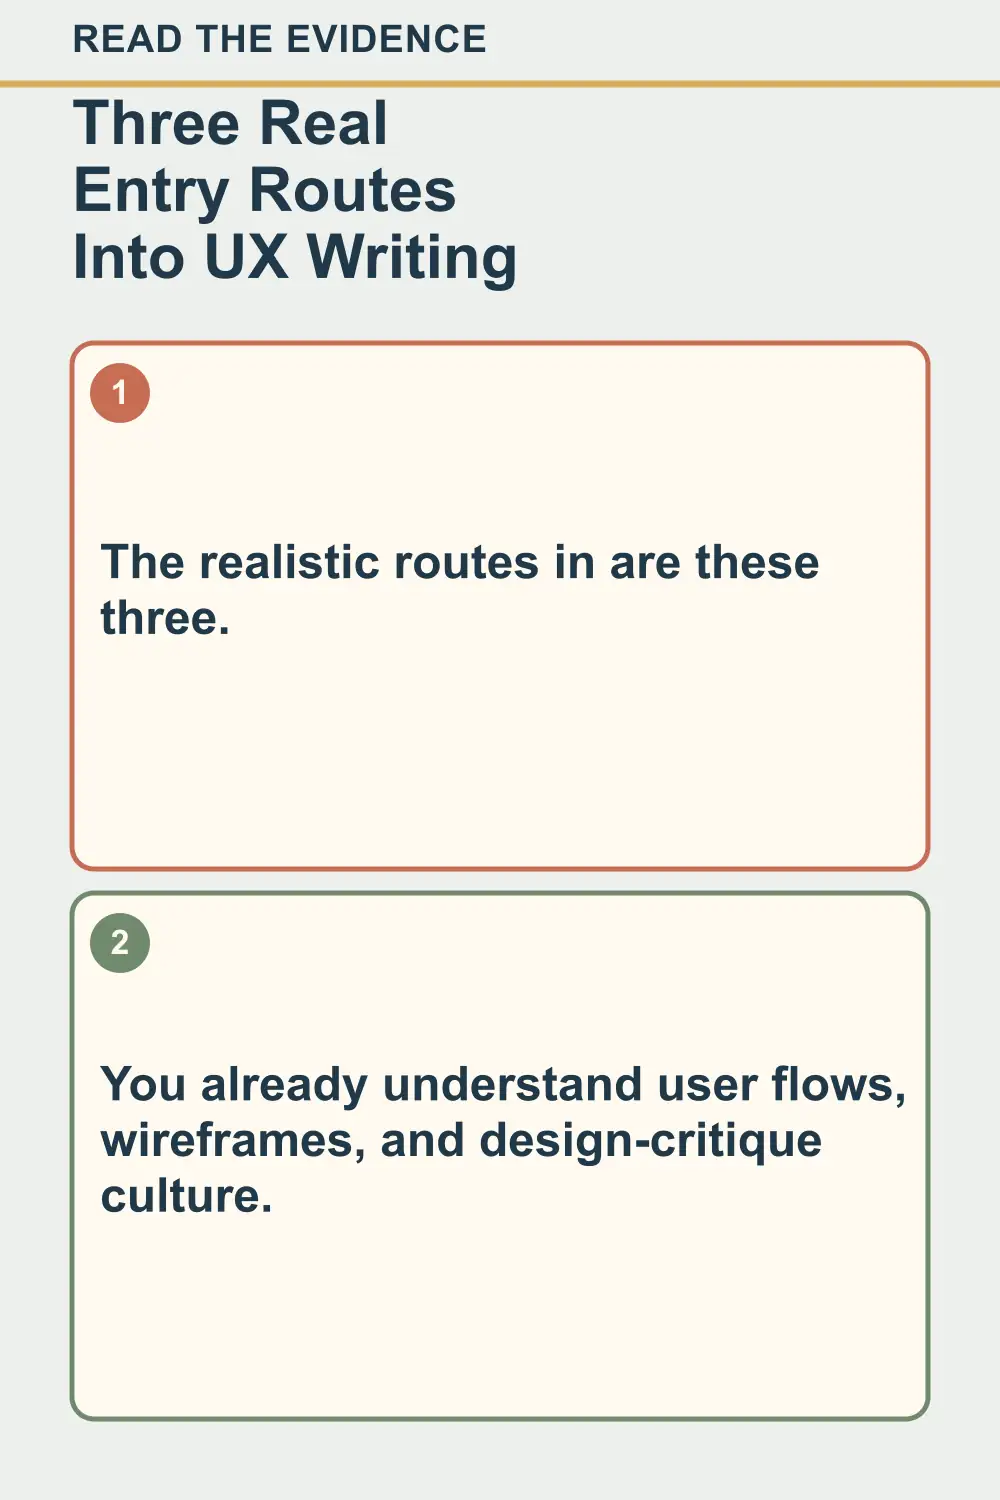 READ THE EVIDENCE
Three Real
Entry Routes
Into UX Writing
1
The realistic routes in are these
three.
2
You already understand user flows,
wireframes, and design-critique
culture.